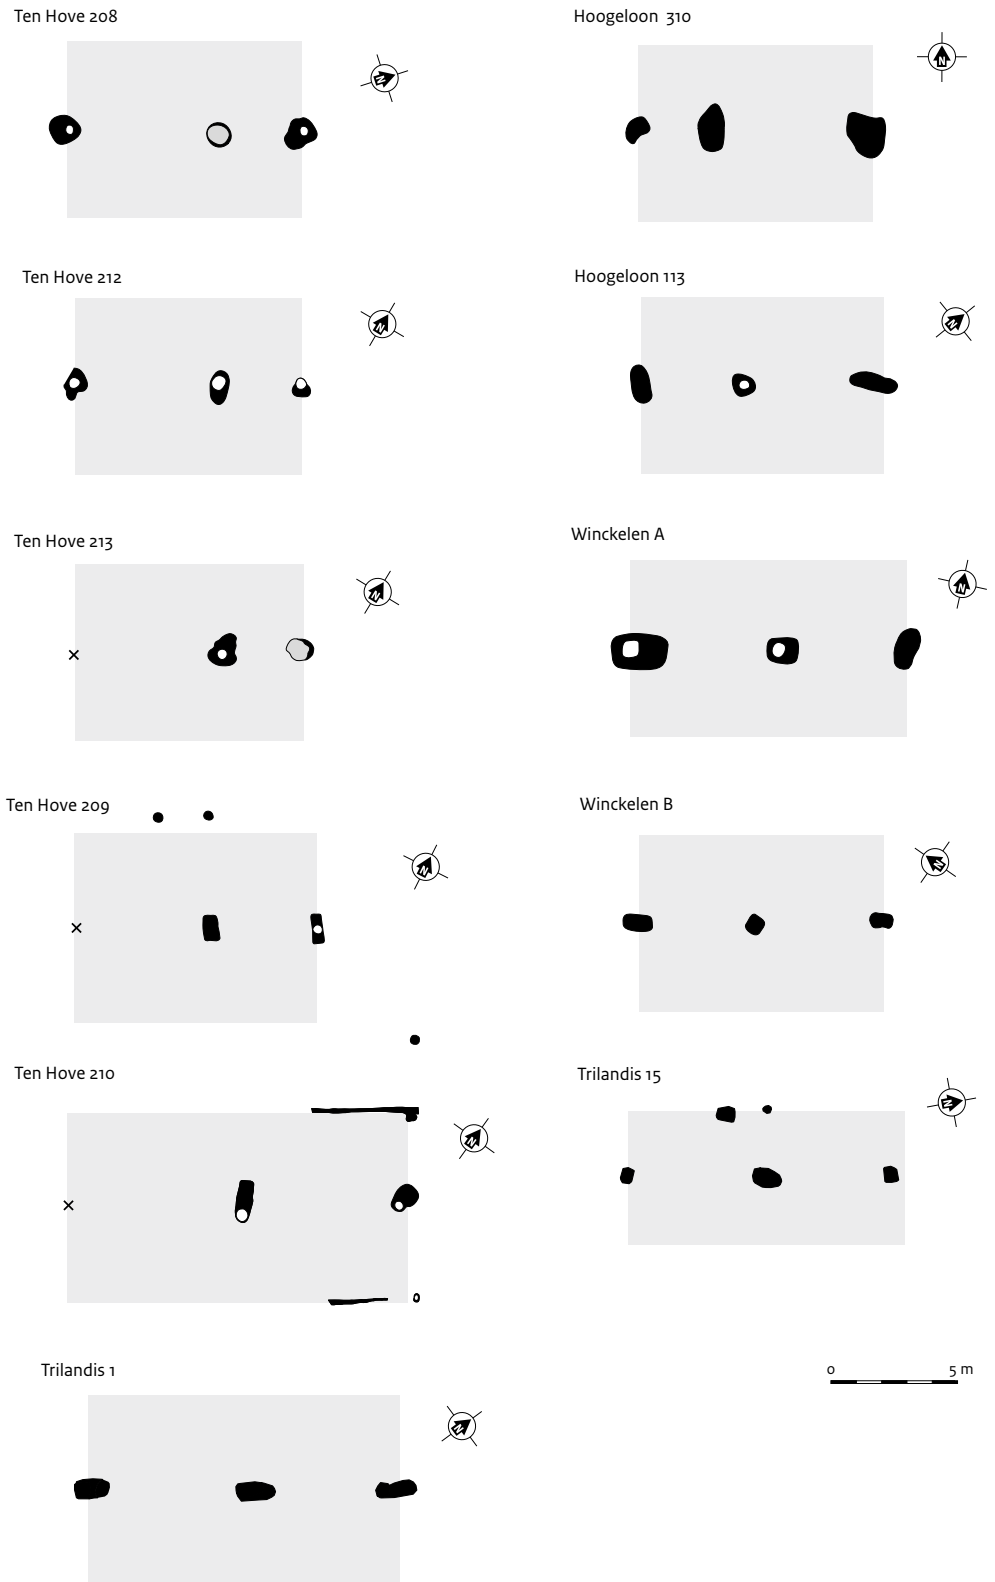 Ten Hove 208
N
Hoogeloon 310
N
Ten Hove 212
N
Hoogeloon 113
N
Ten Hove 213
N
Winckelen A
N
Ten Hove 209
N
Winckelen B
N
Ten Hove 210
N
Trilandis 15
N
Trilandis 1
N
0 5 m